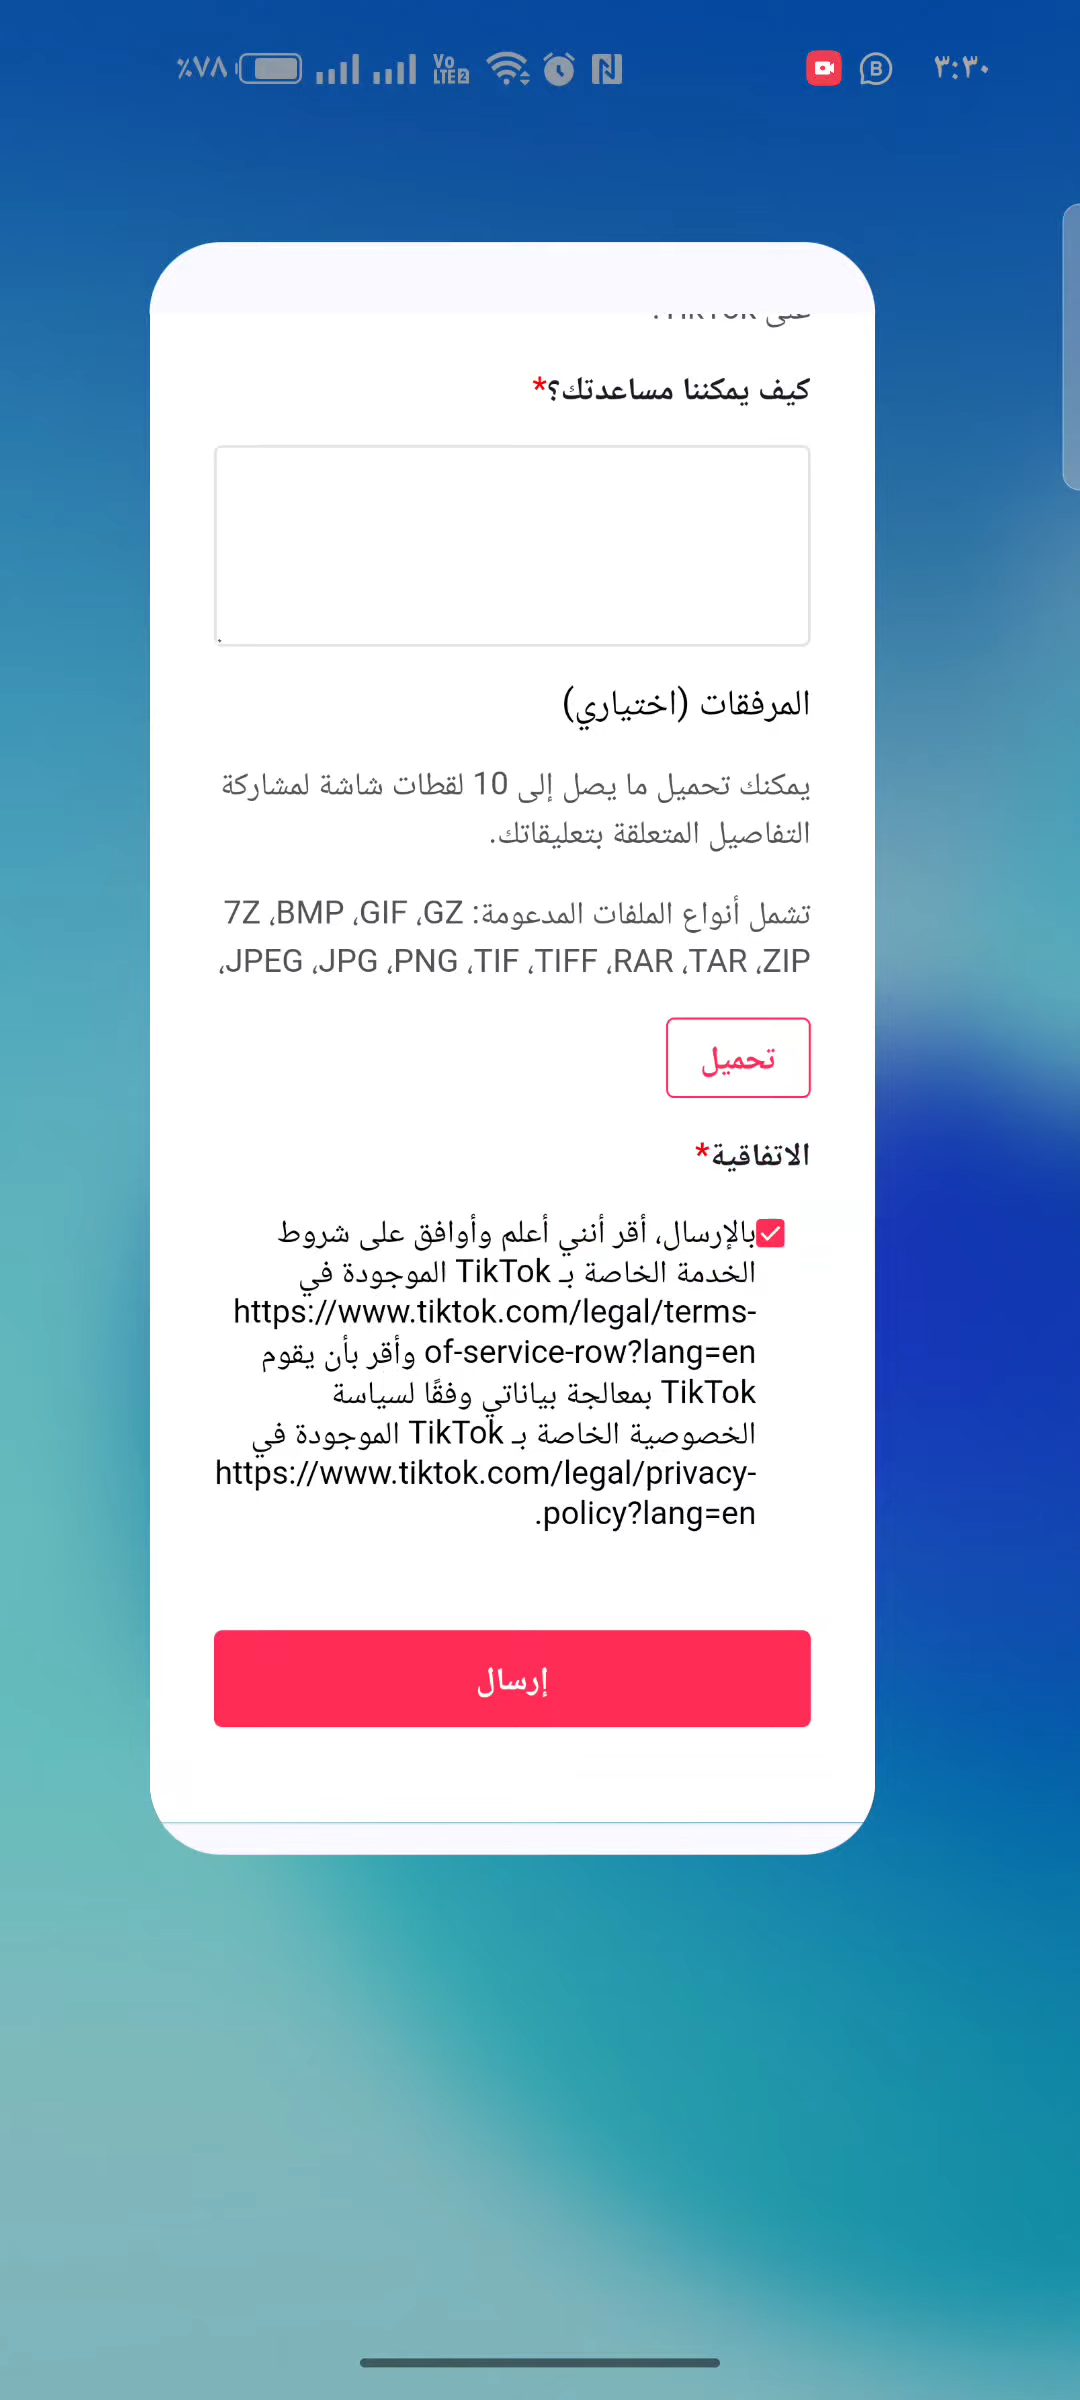 ٪٧٨
Vo
LTE2
B
٣:٣٠
كيف يمكننا مساعدتك؟*
المرفقات (اختياري)
يمكنك تحميل ما يصل إلى 10 لقطات شاشة لمشاركة
التفاصيل المتعلقة بتعليقاتك.
تشمل أنواع الملفات المدعومة: 7Z ،BMP ،GIF ،GZ
،JPEG ،JPG ،PNG ،TIF ،TIFF ،RAR ،TAR ،ZIP
تحميل
الاتفاقية*
بالإرسال، أقر أنني أعلم وأوافق على شروط
الخدمة الخاصة بـ TikTok الموجودة في
https://www.tiktok.com/legal/terms-
of-service-row?lang=en وأقر بأن يقوم
TikTok بمعالجة بياناتي وفقًا لسياسة
الخصوصية الخاصة بـ TikTok الموجودة في
https://www.tiktok.com/legal/privacy-
policy?lang=en.
إرسال